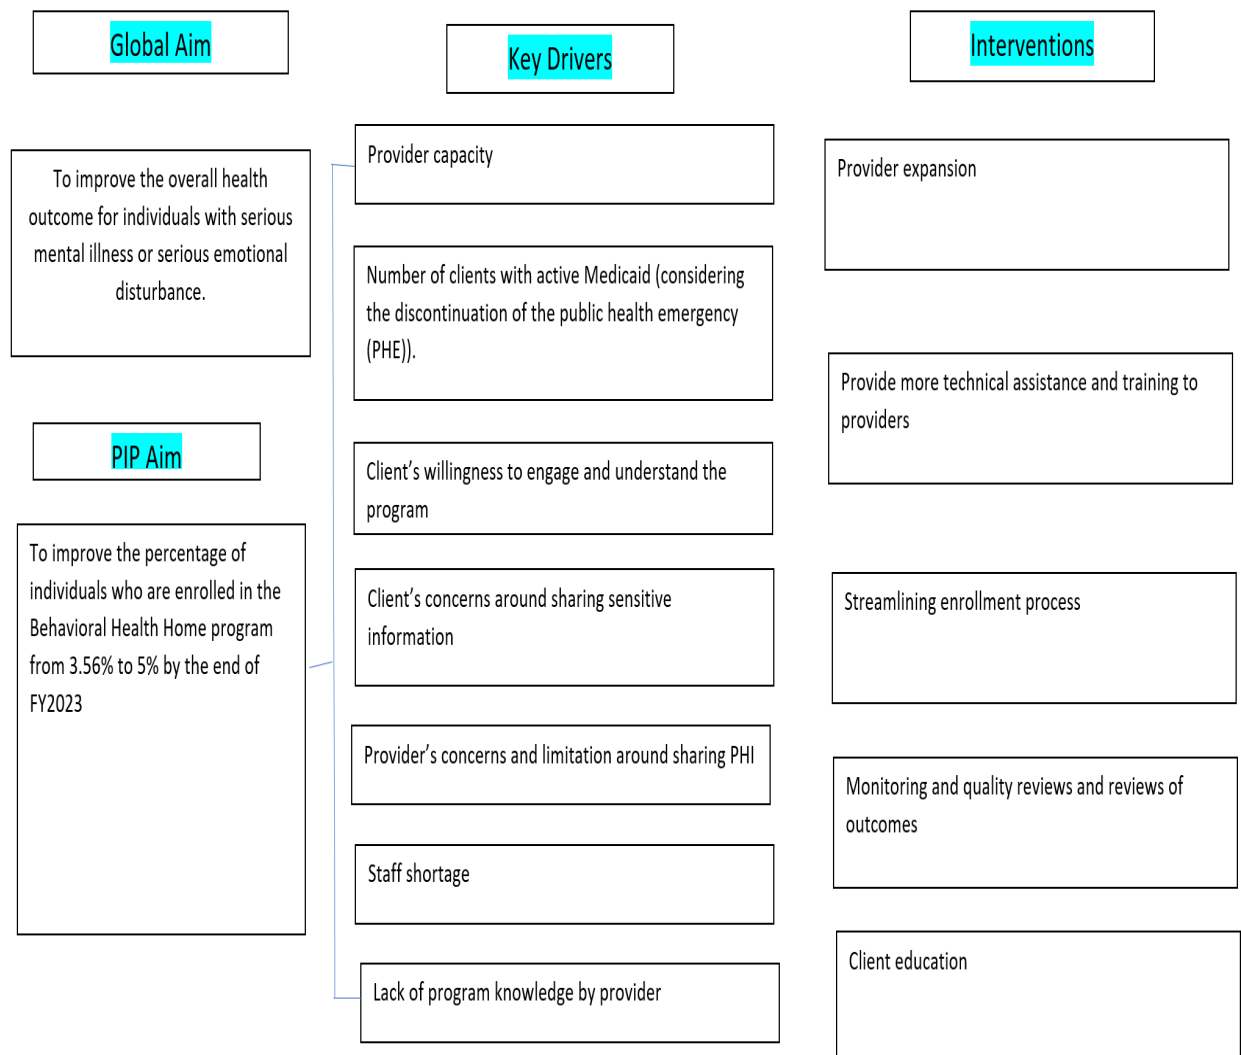 Global Aim
To improve the overall health
outcome for individuals with serious
mental illness or serious emotional
disturbance.
PIP Aim
To improve the percentage of
individuals who are enrolled in the
Behavioral Health Home program
from 3.56% to 5% by the end of
FY2023
Key Drivers
Provider capacity
Number of clients with active Medicaid (considering
the discontinuation of the public health emergency
(PHE)).
Client’s willingness to engage and understand the
program
Client’s concerns around sharing sensitive
information
Provider’s concerns and limitation around sharing PHI
Staff shortage
Lack of program knowledge by provider
Interventions
Provider expansion
Provide more technical assistance and training to
providers
Streamlining enrollment process
Monitoring and quality reviews and reviews of
outcomes
Client education